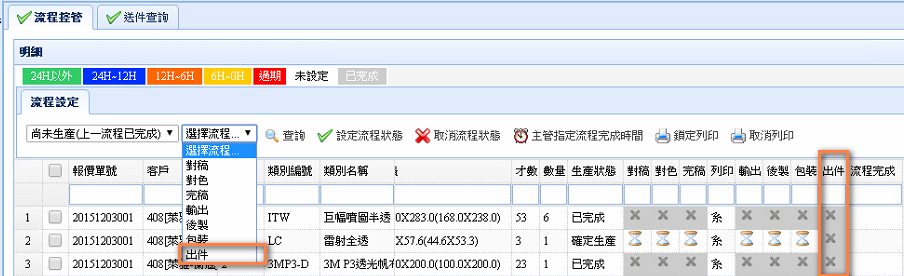 流程控管 送件查詢
明細
24H以外 24H~12H 12H~6H 6H~0H 過期 未設定 已完成
流程設定
尚未生產(上一流程已完成) 選擇流程... 查詢 設定流程狀態 取消流程狀態 主管指定流程完成時間 鎖定列印 取消列印
選擇流程...
對稿
對色
完稿
輸出
後製
包裝
出件
報價單號 客戶 類別編號 類別名稱 才數 數量 生產狀態 對稿 對色 完稿 列印 輸出 後製 包裝 出件 流程完成
1 20151203001 408 ITW 巨幅噴圖半透 0X283.0(168.0X238.0) 53 6 已完成 糸
2 20151203001 408 LC 雷射全透 X57.6(44.6X53.3) 3 1 確定生產 糸
3 20151203001 408 3MP3-D 3M P3透光帆布 0X200.0(100.0X200.0) 23 1 已完成 糸